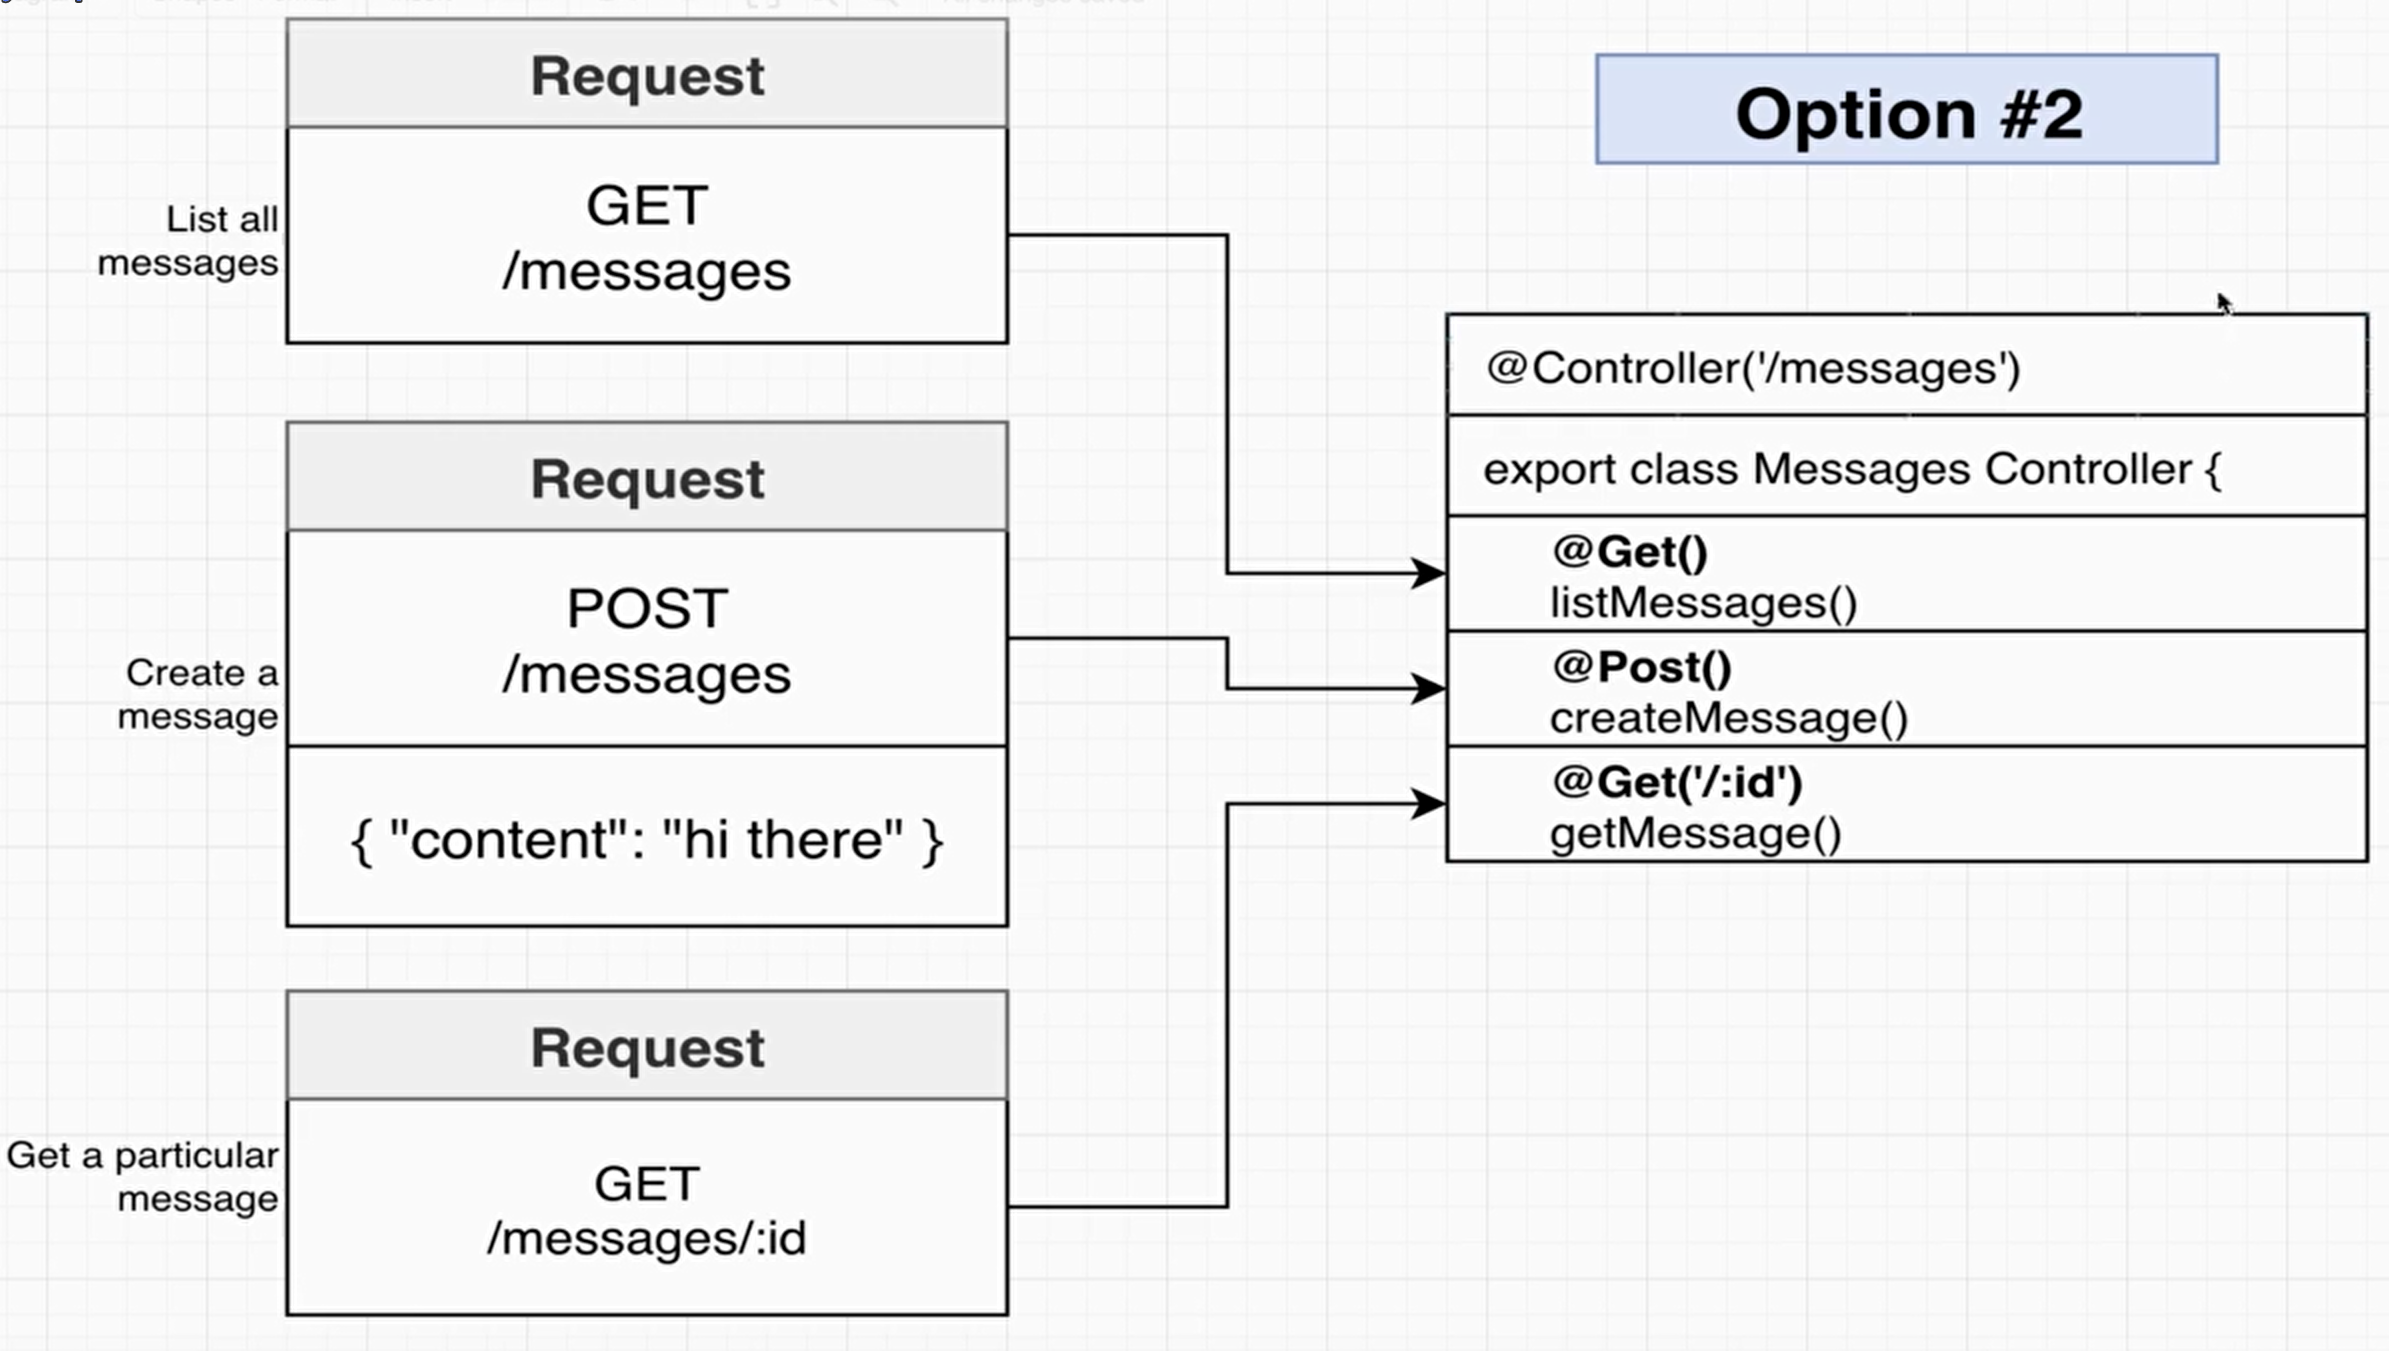 Request
GET
/messages
List all
messages
Request
POST
/messages
{ "content": "hi there" }
Create a
message
Request
GET
/messages/:id
Get a particular
message
Option #2
@Controller('/messages')
export class Messages Controller {
@Get()
listMessages()
@Post()
createMessage()
@Get('/:id')
getMessage()